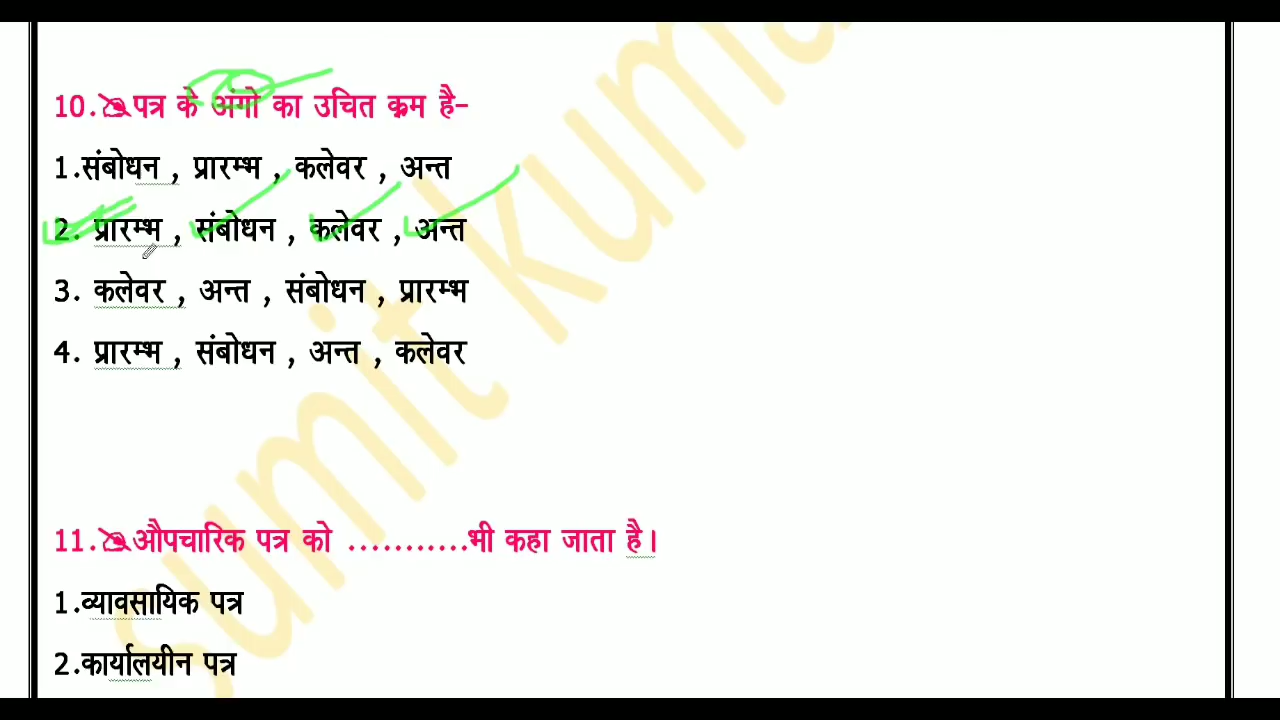 10. पत्र के अंगो का उचित क्रम है-
1.संबोधन , प्रारम्भ , कलेवर , अन्त
2. प्रारम्भ , संबोधन , कलेवर , अन्त
3. कलेवर , अन्त , संबोधन , प्रारम्भ
4. प्रारम्भ , संबोधन , अन्त , कलेवर
11. औपचारिक पत्र को ...........भी कहा जाता है।
1.व्यावसायिक पत्र
2.कार्यालयीन पत्र
sumit kumar